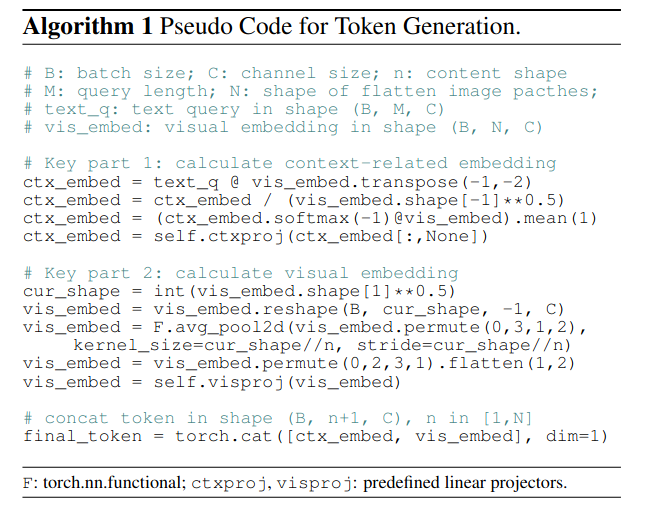 Algorithm 1 Pseudo Code for Token Generation.
# B: batch size; C: channel size; n: content shape
# M: query length; N: shape of flatten image pacthes;
# text_q: text query in shape (B, M, C)
# vis_embed: visual embedding in shape (B, N, C)
# Key part 1: calculate context-related embedding
ctx_embed = text_q @ vis_embed.transpose(-1,-2)
ctx_embed = ctx_embed / (vis_embed.shape[-1]**0.5)
ctx_embed = (ctx_embed.softmax(-1)@vis_embed).mean(1)
ctx_embed = self.ctxproj(ctx_embed[:,None])
# Key part 2: calculate visual embedding
cur_shape = int(vis_embed.shape[1]**0.5)
vis_embed = vis_embed.reshape(B, cur_shape, -1, C)
vis_embed = F.avg_pool2d(vis_embed.permute(0,3,1,2),
kernel_size=cur_shape//n, stride=cur_shape//n)
vis_embed = vis_embed.permute(0,2,3,1).flatten(1,2)
vis_embed = self.visproj(vis_embed)
# concat token in shape (B, n+1, C), n in [1,N]
final_token = torch.cat([ctx_embed, vis_embed], dim=1)
F: torch.nn.functional; ctxproj, visproj: predefined linear projectors.